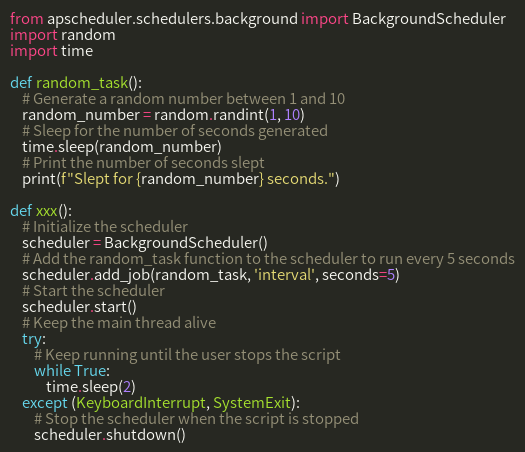 from apscheduler.schedulers.background import BackgroundScheduler
import random
import time

def random_task():
    # Generate a random number between 1 and 10
    random_number = random.randint(1, 10)
    # Sleep for the number of seconds generated
    time.sleep(random_number)
    # Print the number of seconds slept
    print(f"Slept for {random_number} seconds.")

def xxx():
    # Initialize the scheduler
    scheduler = BackgroundScheduler()
    # Add the random_task function to the scheduler to run every 5 seconds
    scheduler.add_job(random_task, 'interval', seconds=5)
    # Start the scheduler
    scheduler.start()
    # Keep the main thread alive
    try:
        # Keep running until the user stops the script
        while True:
            time.sleep(2)
    except (KeyboardInterrupt, SystemExit):
        # Stop the scheduler when the script is stopped
        scheduler.shutdown()